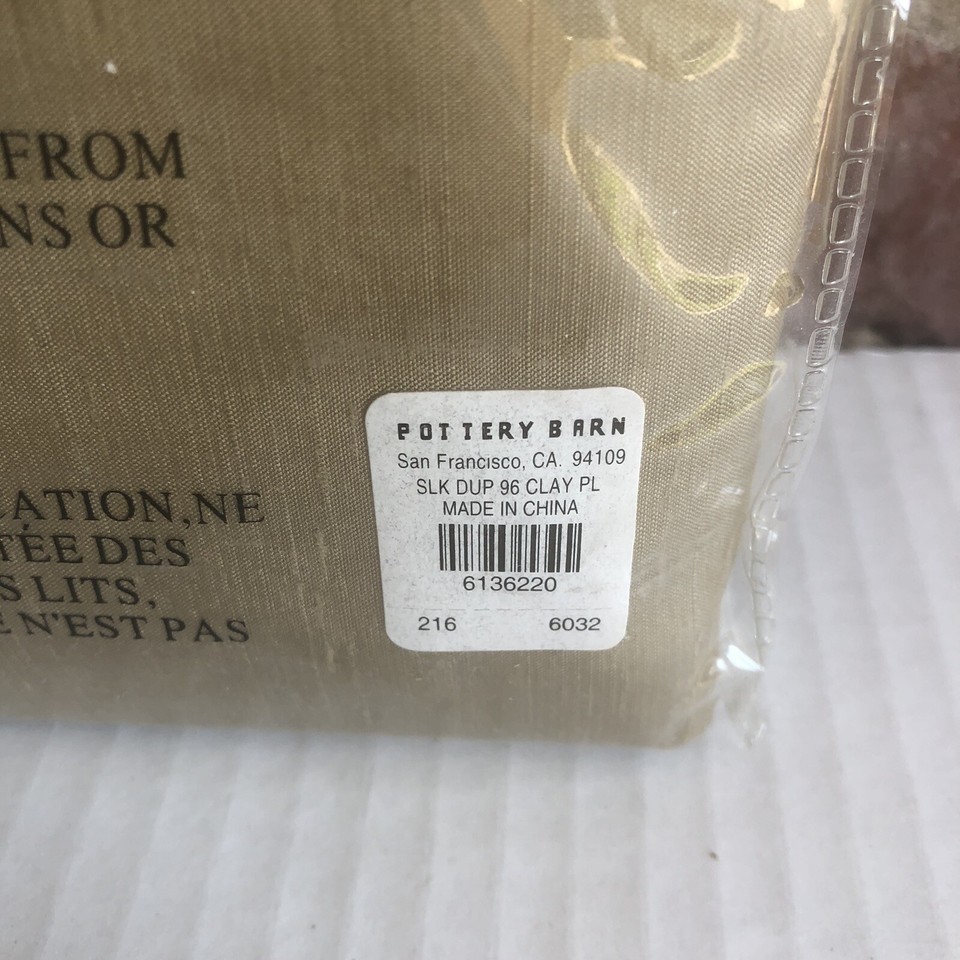 FROM
NS OR
LATION,NE
TÉE DES
S LITS,
E N'EST PAS
POTTERY BARN
San Francisco, CA. 94109
SLK DUP 96 CLAY PL
MADE IN CHINA
6136220
216 6032